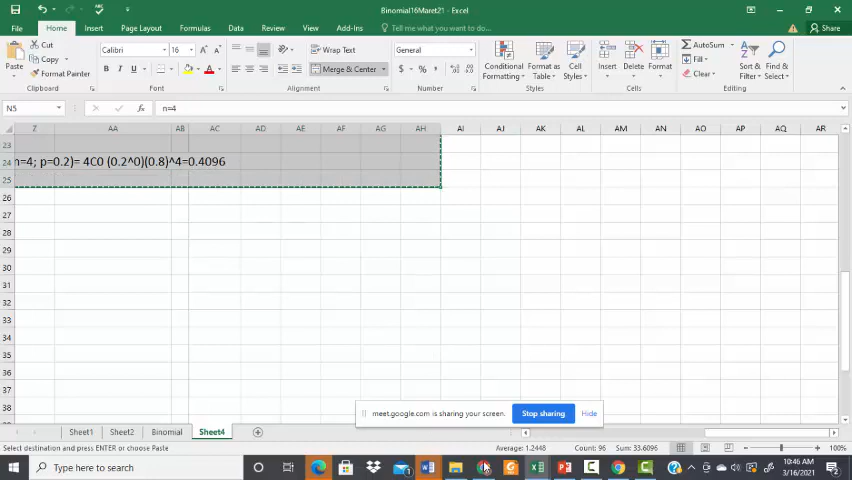 Binomial16Maret21 - Excel
File Home Insert Page Layout Formulas Data Review View Add-Ins Tell me what you want to do... Share
Cut
Copy
Format Painter
Paste
Clipboard
Calibri 16
B I U
Font
Wrap Text
Merge & Center
Alignment
General
$ % ,
Number
Conditional Formatting
Format as Table
Cell Styles
Styles
Insert Delete Format
Cells
AutoSum
Fill
Clear
Sort & Filter
Find & Select
Editing
N5 fx n=4
Z AA AB AC AD AE AF AG AH AI AJ AK AL AM AN AO AP AQ AR
23
24 n=4; p=0.2)= 4C0 (0.2^0)(0.8)^4=0.4096
25
26
27
28
29
30
31
32
33
34
35
36
37
38
meet.google.com is sharing your screen. Stop sharing Hide
Sheet1 Sheet2 Binomial Sheet4
Select destination and press ENTER or choose Paste Average: 1.2448 Count: 96 Sum: 33.6096 100%
Type here to search
10:46 AM
3/16/2021